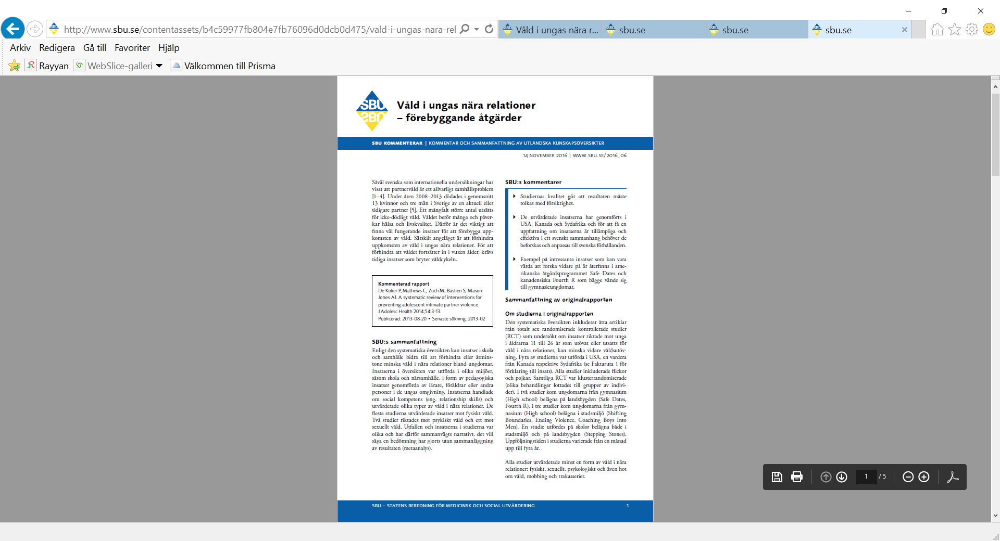 http://www.sbu.se/contentassets/b4c59977fb804e7fb76096d0dcb0d475/vald-i-ungas-nara-rel
Våld i ungas nära r...
sbu.se
sbu.se
sbu.se
Arkiv Redigera Gå till Favoriter Hjälp
Rayyan WebSlice-galleri Välkommen till Prisma
SBU
Våld i ungas nära relationer
– förebyggande åtgärder
SBU KOMMENTERAR | KOMMENTAR OCH SAMMANFATTNING AV UTLÄNDSKA KUNSKAPSÖVERSIKTER
14 NOVEMBER 2016 | WWW.SBU.SE/2016_06
Såväl svenska som internationella undersökningar har
visat att partnervåld är ett allvarligt samhällsproblem
[1–4]. Under åren 2008–2013 dödades i genomsnitt
13 kvinnor och tre män i Sverige av en aktuell eller
tidigare partner [5]. Ett mångfalt större antal utsätts
för icke-dödligt våld. Våldet berör många och påver-
kar hälsa och livskvalitet. Därför är det viktigt att
finna väl fungerande insatser för att förebygga upp-
komsten av våld. Särskilt angeläget är att förhindra
uppkomsten av våld i ungas nära relationer. För att
förhindra att våldet fortsätter in i vuxen ålder, krävs
tidiga insatser som bryter våldcykeln.
Kommenterad rapport
De Koker P, Mathews C, Zuch M, Bastien S, Mason-
Jones AJ. A systematic review of interventions for
preventing adolescent intimate partner violence.
J Adolesc Health 2014;54:3-13.
Publicerad: 2013-08-20 • Senaste sökning: 2013-02
SBU:s sammanfattning
Enligt den systematiska översikten kan insatser i skola
och samhälle bidra till att förhindra eller åtmins-
tone minska våld i nära relationer bland ungdomar.
Insatserna i översikten var utförda i olika miljöer,
såsom skola och närsamhälle, i form av pedagogiska
insatser genomförda av lärare, föräldrar eller andra
personer i de ungas omgivning. Insatserna handlade
om social kompetens (eng. relationship skills) och
utvärderade olika typer av våld i nära relationer. De
flesta studierna utvärderade insatser mot fysiskt våld.
Två studier riktades mot psykiskt våld och ett mot
sexuellt våld. Utfallen och insatserna i studierna var
olika och har därför sammanvägts narrativt, det vill
säga en bedömning har gjorts utan sammanläggning
av resultaten (metaanalys).
SBU:s kommentarer
Studiernas kvalitet gör att resultaten måste
tolkas med försiktighet.
De utvärderade insatserna har genomförts i
USA, Kanada och Sydafrika och för att få en
uppfattning om insatserna är tillämpliga och
effektiva i ett svenskt sammanhang behöver de
beforskas och anpassas till svenska förhållanden.
Exempel på intressanta insatser som kan vara
värda att forska vidare på är återfinns i ame-
rikanska åtgärdsprogrammet Safe Dates och
kanadensiska Fourth R som bägge vände sig
till gymnasieungdomar.
Sammanfattning av originalrapporten
Om studierna i originalrapporten
Den systematiska översikten inkluderar åtta artiklar
från totalt sex randomiserade kontrollerade studier
(RCT) som undersökt om insatser riktade mot unga
i åldrarna 11 till 26 år som utövat eller utsatts för
våld i nära relationer, kan minska vidare våldsutöv-
ning. Fyra av studierna var utförda i USA, en vardera
från Kanada respektive Sydafrika (se Faktaruta 1 för
förklaring till insats). Alla studier inkluderade flickor
och pojkar. Samtliga RCT var klusterrandomiserade
(olika behandlingar lottades till grupper av indivi-
der). I två studier kom ungdomarna från gymnasium
(High school) belägna på landsbygden (Safe Dates,
Fourth R), i tre studier kom ungdomarna från gym-
nasium (High school) belägna i stadsmiljö (Shifting
Boundaries, Ending Violence, Coaching Boys Into
Men). En studie utfördes på skolor belägna både i
stadsmiljö och på landsbygden (Stepping Stones).
Uppföljningstiden i studierna varierade från en månad
upp till fyra år.
Alla studier utvärderade minst en form av våld i nära
relationer: fysiskt, sexuellt, psykologiskt och även hot
om våld, mobbing och trakasserier.
1 / 5
SBU – STATENS BEREDNING FÖR MEDICINSK OCH SOCIAL UTVÄRDERING 1